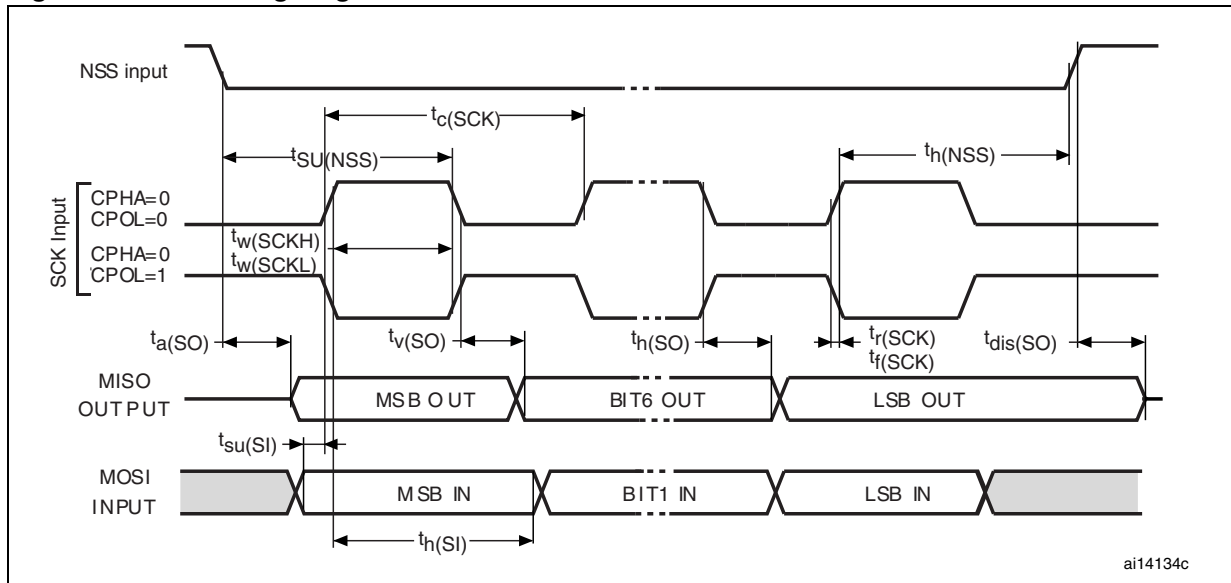 NSS input
tc(SCK)
tSU(NSS)
th(NSS)
SCK Input
CPHA=0
CPOL=0
tw(SCKH)
CPHA=0
tw(SCKL)
CPOL=1
ta(SO)
tv(SO)
th(SO)
tr(SCK)
tf(SCK)
tdis(SO)
MISO
OUTPUT
MSB OUT
BIT6 OUT
LSB OUT
tsu(SI)
MOSI
INPUT
MSB IN
BIT1 IN
LSB IN
th(SI)
ai14134c